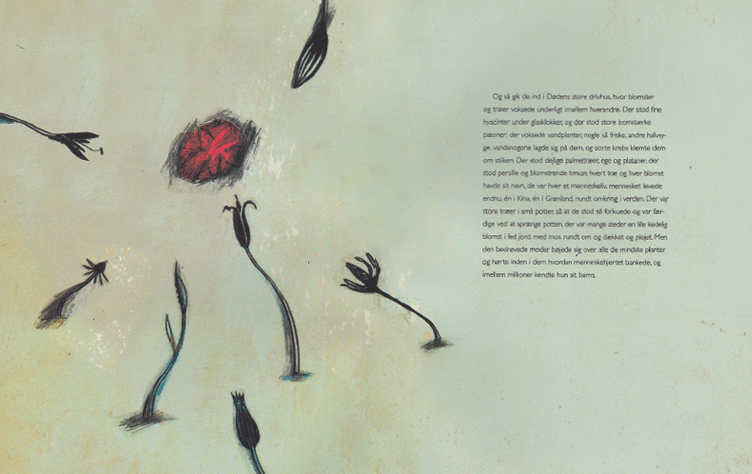 Og så gik de ind i Dødens store drivhus, hvor blomster
og træer voksede underligt imellem hverandre. Der stod fine
hyacinter under glasklokker, og der stod store bomstærke
pæoner; der voksede vandplanter, nogle så friske, andre halvsy-
ge, vandsnogene lagde sig på dem, og sorte krebs klemte dem
om stilken. Der stod dejlige palmetræer, ege og plataner, der
stod persille og blomstrende timian; hvert træ og hver blomst
havde sit navn, de var hver et menneskeliv, mennesket levede
endnu, én i Kina, én i Grønland, rundt omkring i verden. Der var
store træer i små potter, så at de stod så forkuede og var fær-
dige ved at sprænge potten, der var mange steder en lille kedelig
blomst i fed jord, med mos rundt om og dækket og plejet. Men
den bedrøvede moder bøjede sig over alle de mindste planter
og hørte inden i dem hvordan menneskehjertet bankede, og
imellem millioner kendte hun sit barns.